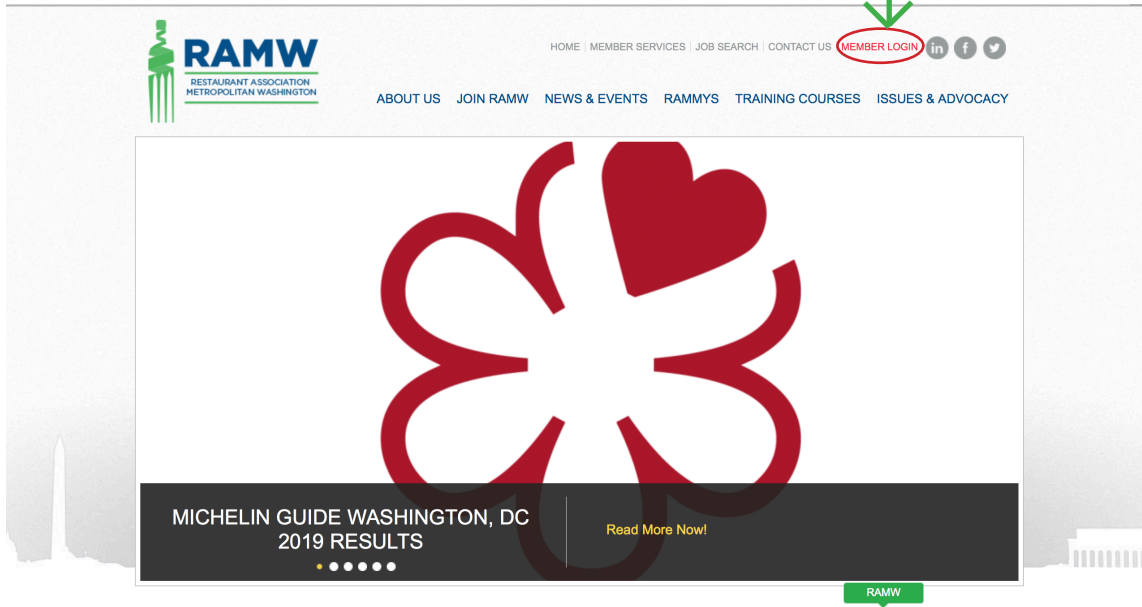 RAMW
RESTAURANT ASSOCIATION
METROPOLITAN WASHINGTON
HOME | MEMBER SERVICES | JOB SEARCH | CONTACT US MEMBER LOGIN in f
ABOUT US JOIN RAMW NEWS & EVENTS RAMMYS TRAINING COURSES ISSUES & ADVOCACY
MICHELIN GUIDE WASHINGTON, DC
2019 RESULTS
Read More Now!
RAMW